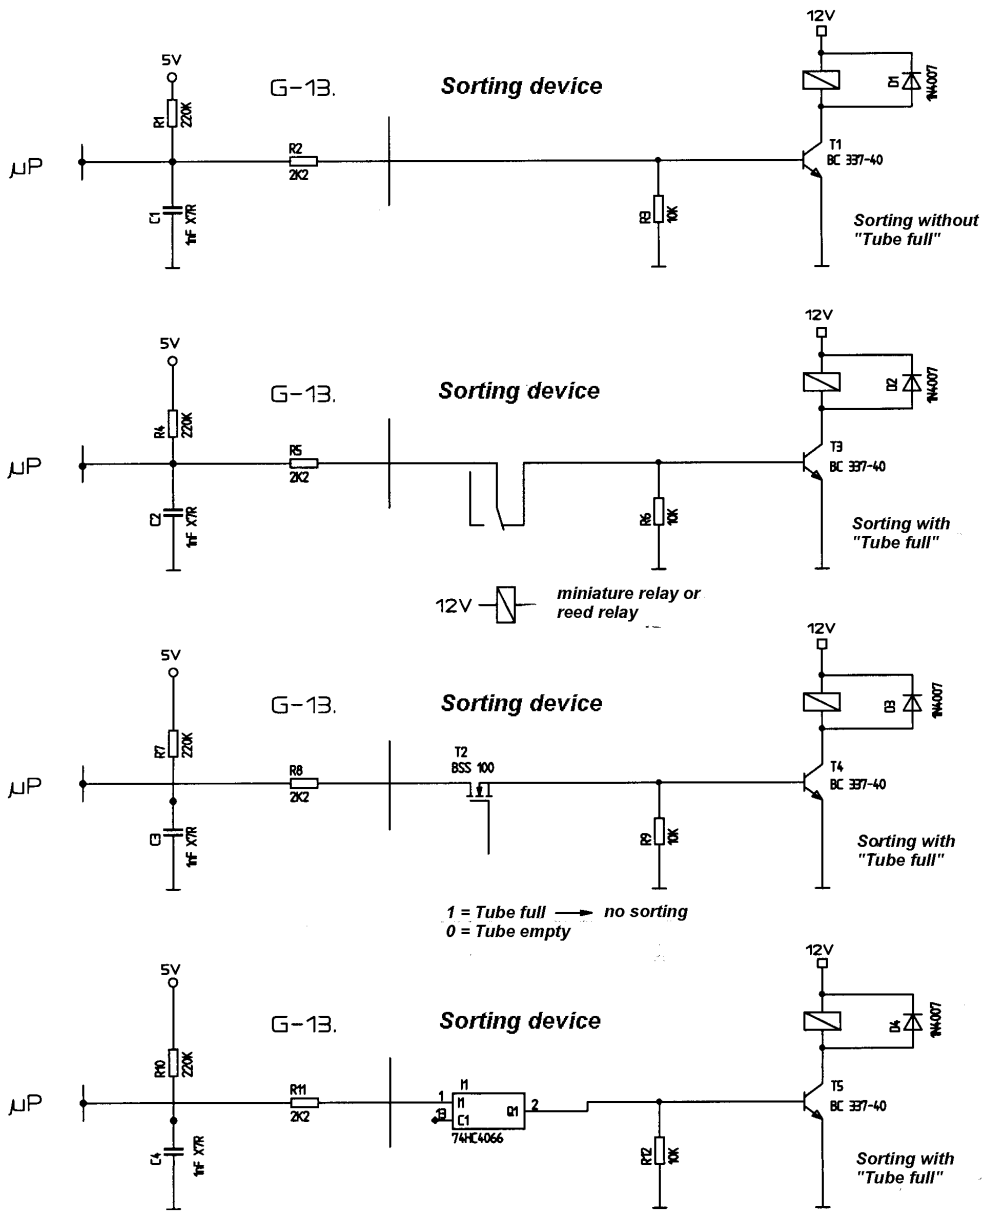 12V
5V
G-13.
Sorting device
D1
1N4007
R1
220K
µP
R2
2K2
T1
BC 337-40
C1
1nF X7R
R3
10K
Sorting without
"Tube full"
12V
5V
G-13.
Sorting device
D2
1N4007
R4
220K
µP
R5
2K2
T3
BC 337-40
C2
1nF X7R
R6
10K
Sorting with
"Tube full"
12V
miniature relay or
reed relay
12V
5V
G-13.
Sorting device
D3
1N4007
R7
220K
T2
BSS 100
µP
R8
2K2
T4
BC 337-40
C3
1nF X7R
R9
10K
Sorting with
"Tube full"
1 = Tube full → no sorting
0 = Tube empty
12V
5V
G-13.
Sorting device
D4
1N4007
R10
220K
µP
R11
2K2
M
1
M
13
C1
Q1
2
74HC4066
T5
BC 337-40
C4
1nF X7R
R12
10K
Sorting with
"Tube full"